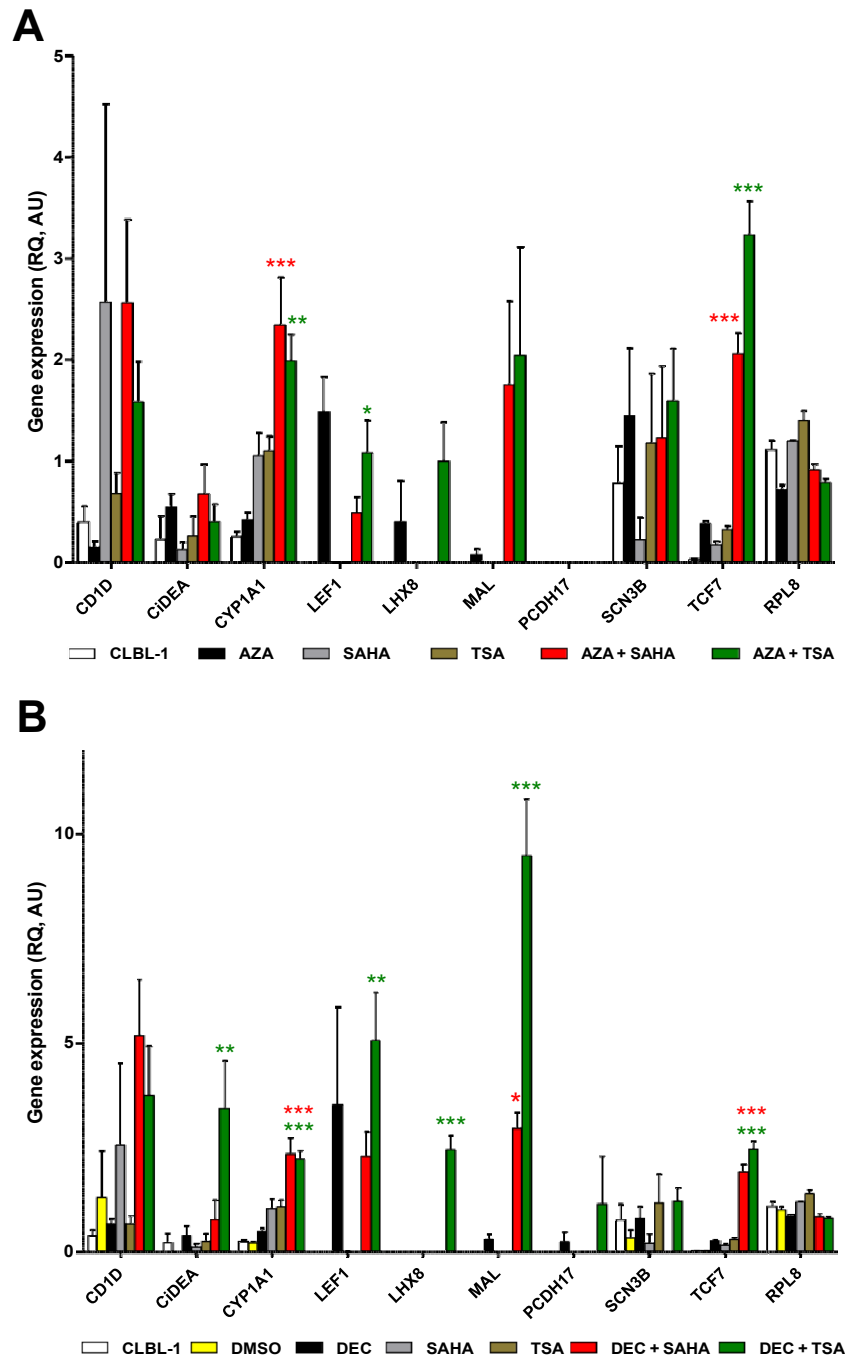 A
Gene expression (RQ, AU)
5
4
3
2
1
0
***
**
*
***
***
CD1D
CiDEA
CYP1A1
LEF1
LHX8
MAL
PCDH17
SCN3B
TCF7
RPL8
CLBL-1 AZA SAHA TSA AZA + SAHA AZA + TSA
B
Gene expression (RQ, AU)
10
5
0
**
***
***
**
***
*
***
***
***
CD1D
CiDEA
CYP1A1
LEF1
LHX8
MAL
PCDH17
SCN3B
TCF7
RPL8
CLBL-1 DMSO DEC SAHA TSA DEC + SAHA DEC + TSA